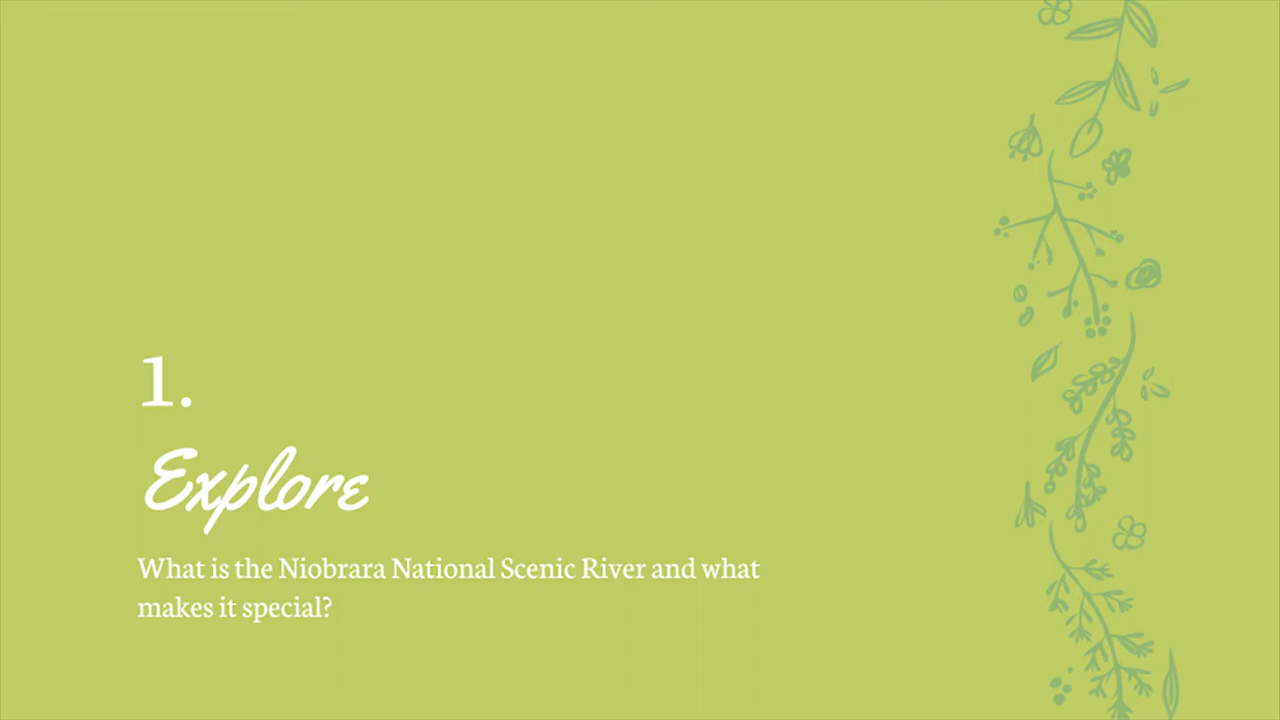 1.
Explore
What is the Niobrara National Scenic River and what
makes it special?